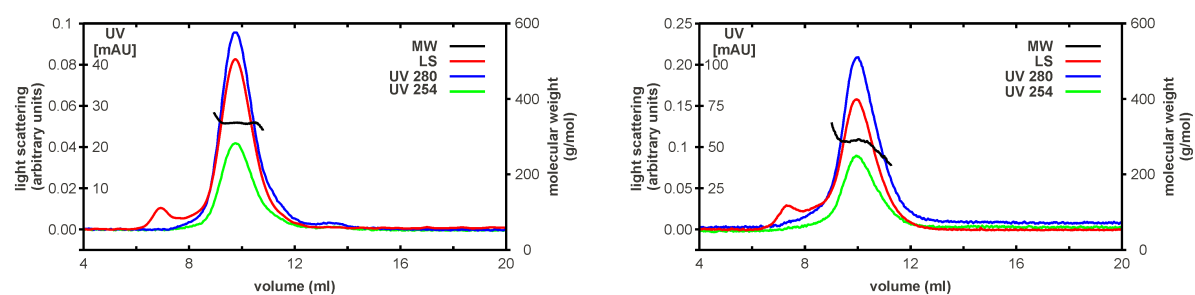 0.1
0.08
0.06
0.04
0.02
0.00
UV
[mAU]
40
30
20
10
MW
LS
UV 280
UV 254
600
400
200
0
4
8
12
16
20
light scattering
(arbitrary units)
molecular weight
(g/mol)
volume (ml)
0.25
0.20
0.15
0.1
0.05
0.00
UV
[mAU]
100
75
50
25
MW
LS
UV 280
UV 254
600
400
200
0
4
8
12
16
20
light scattering
(arbitrary units)
molecular weight
(g/mol)
volume (ml)